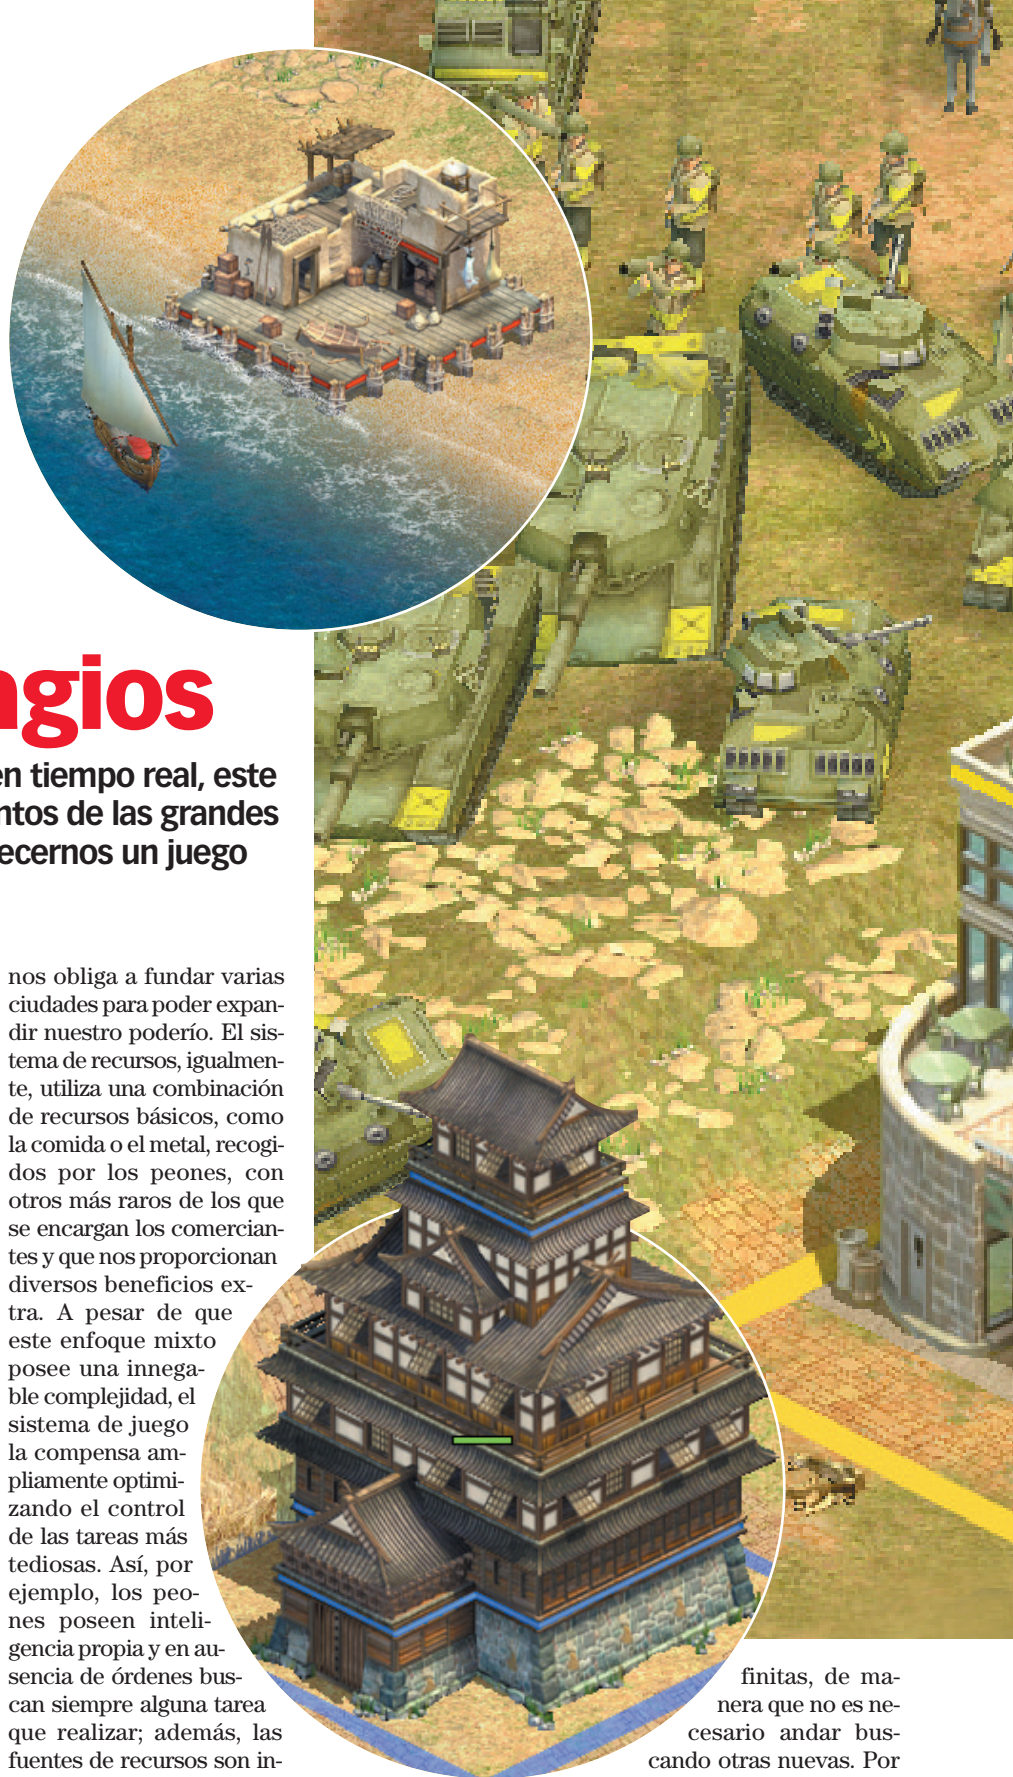 agios
en tiempo real, este
ntos de las grandes
ecernos un juego
nos obliga a fundar varias
ciudades para poder expan-
dir nuestro poderío. El sis-
tema de recursos, igualmen-
te, utiliza una combinación
de recursos básicos, como
la comida o el metal, recogi-
dos por los peones, con
otros más raros de los que
se encargan los comercian-
tes y que nos proporcionan
diversos beneficios ex-
tra. A pesar de que
este enfoque mixto
posee una innega-
ble complejidad, el
sistema de juego
la compensa am-
pliamente optimi-
zando el control
de las tareas más
tediosas. Así, por
ejemplo, los peo-
nes poseen inteli-
gencia propia y en au-
sencia de órdenes bus-
can siempre alguna tarea
que realizar; además, las
fuentes de recursos son in-
finitas, de ma-
nera que no es ne-
cesario andar bus-
cando otras nuevas. Por